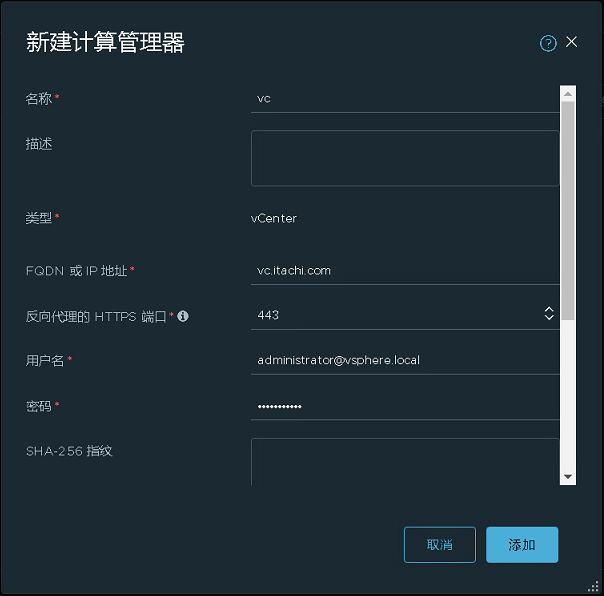 新建计算管理器
名称* vc
描述
类型* vCenter
FQDN 或 IP 地址* vc.itachi.com
反向代理的 HTTPS 端口* 443
用户名* administrator@vsphere.local
密码* •••••••••••
SHA-256 指纹
取消 添加